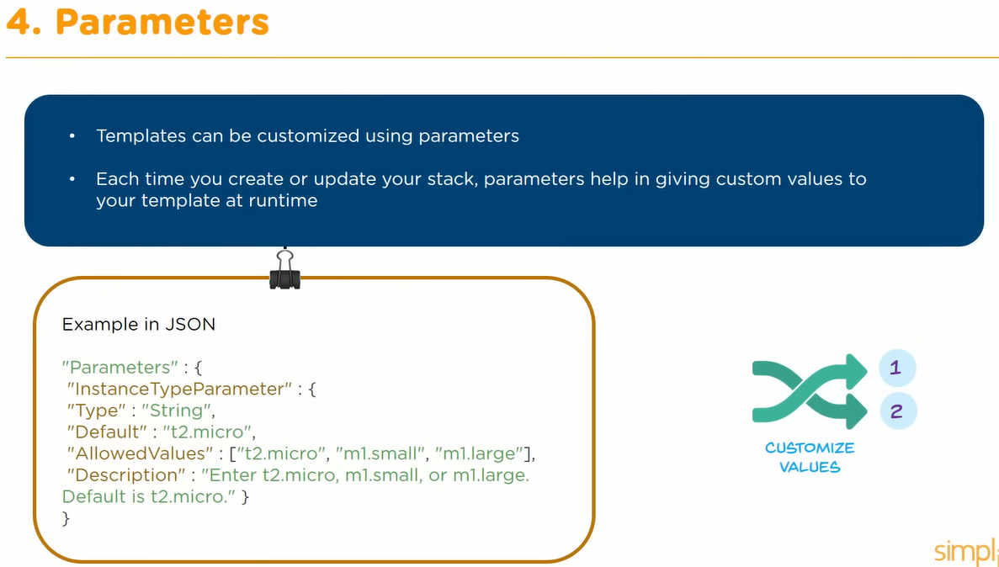 4. Parameters
• Templates can be customized using parameters
• Each time you create or update your stack, parameters help in giving custom values to
your template at runtime
Example in JSON
"Parameters" : {
"InstanceTypeParameter" : {
"Type" : "String",
"Default" : "t2.micro",
"AllowedValues" : ["t2.micro", "m1.small", "m1.large"],
"Description" : "Enter t2.micro, m1.small, or m1.large.
Default is t2.micro." }
}
1
2
CUSTOMIZE
VALUES
simpl